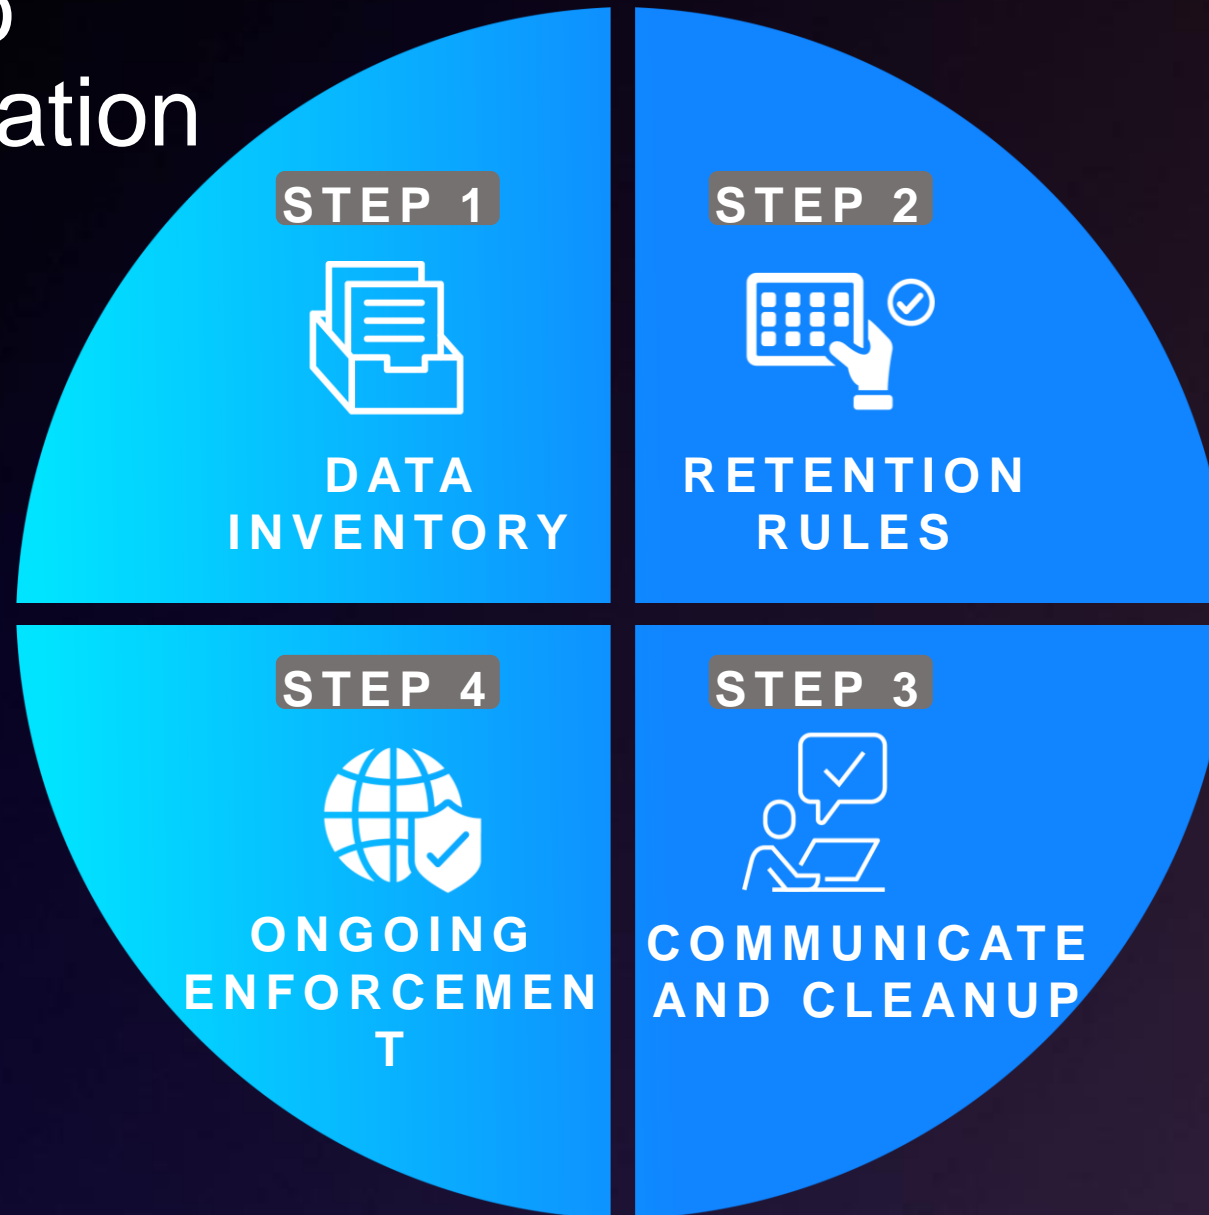 ation
STEP 1
DATA
INVENTORY
STEP 2
RETENTION
RULES
STEP 3
COMMUNICATE
AND CLEANUP
STEP 4
ONGOING
ENFORCEMEN
T